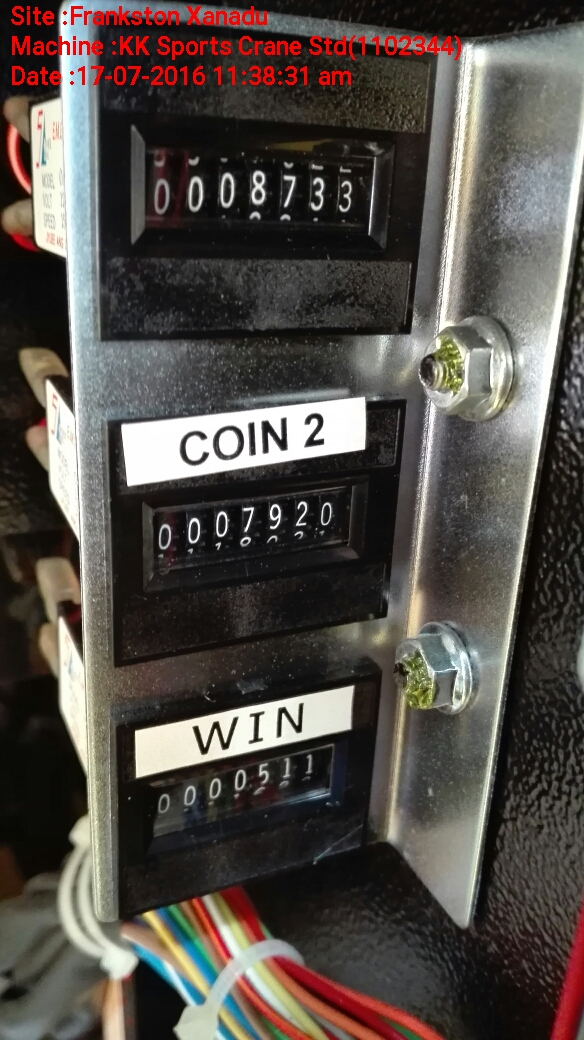 Site :Frankston Xanadu
Machine :KK Sports Crane Std(1102344)
Date :17-07-2016 11:38:31 am
0008733
COIN 2
0007920
WIN
0000511